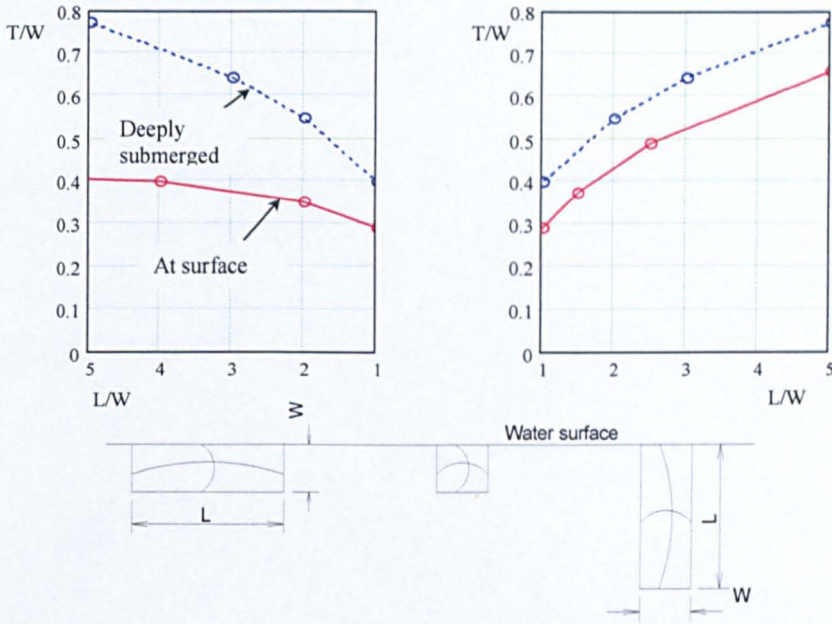 T/W
0.8
0.7
0.6
0.5
0.4
0.3
0.2
0.1
0
5 4 3 2 1
L/W
Deeply
submerged
At surface
T/W
0.8
0.7
0.6
0.5
0.4
0.3
0.2
0.1
0
1 2 3 4 5
L/W
W
Water surface
L
L
W